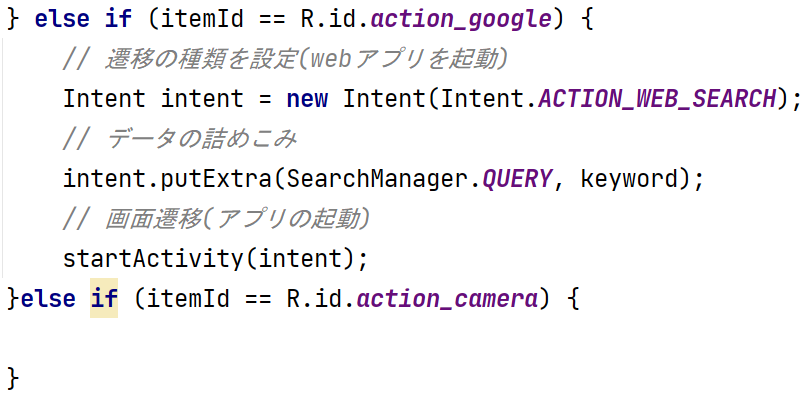 } else if (itemId == R.id.action_google) {
// 遷移の種類を設定(webアプリを起動)
Intent intent = new Intent(Intent.ACTION_WEB_SEARCH);
// データの詰めこみ
intent.putExtra(SearchManager.QUERY, keyword);
// 画面遷移(アプリの起動)
startActivity(intent);
}else if (itemId == R.id.action_camera) {
}